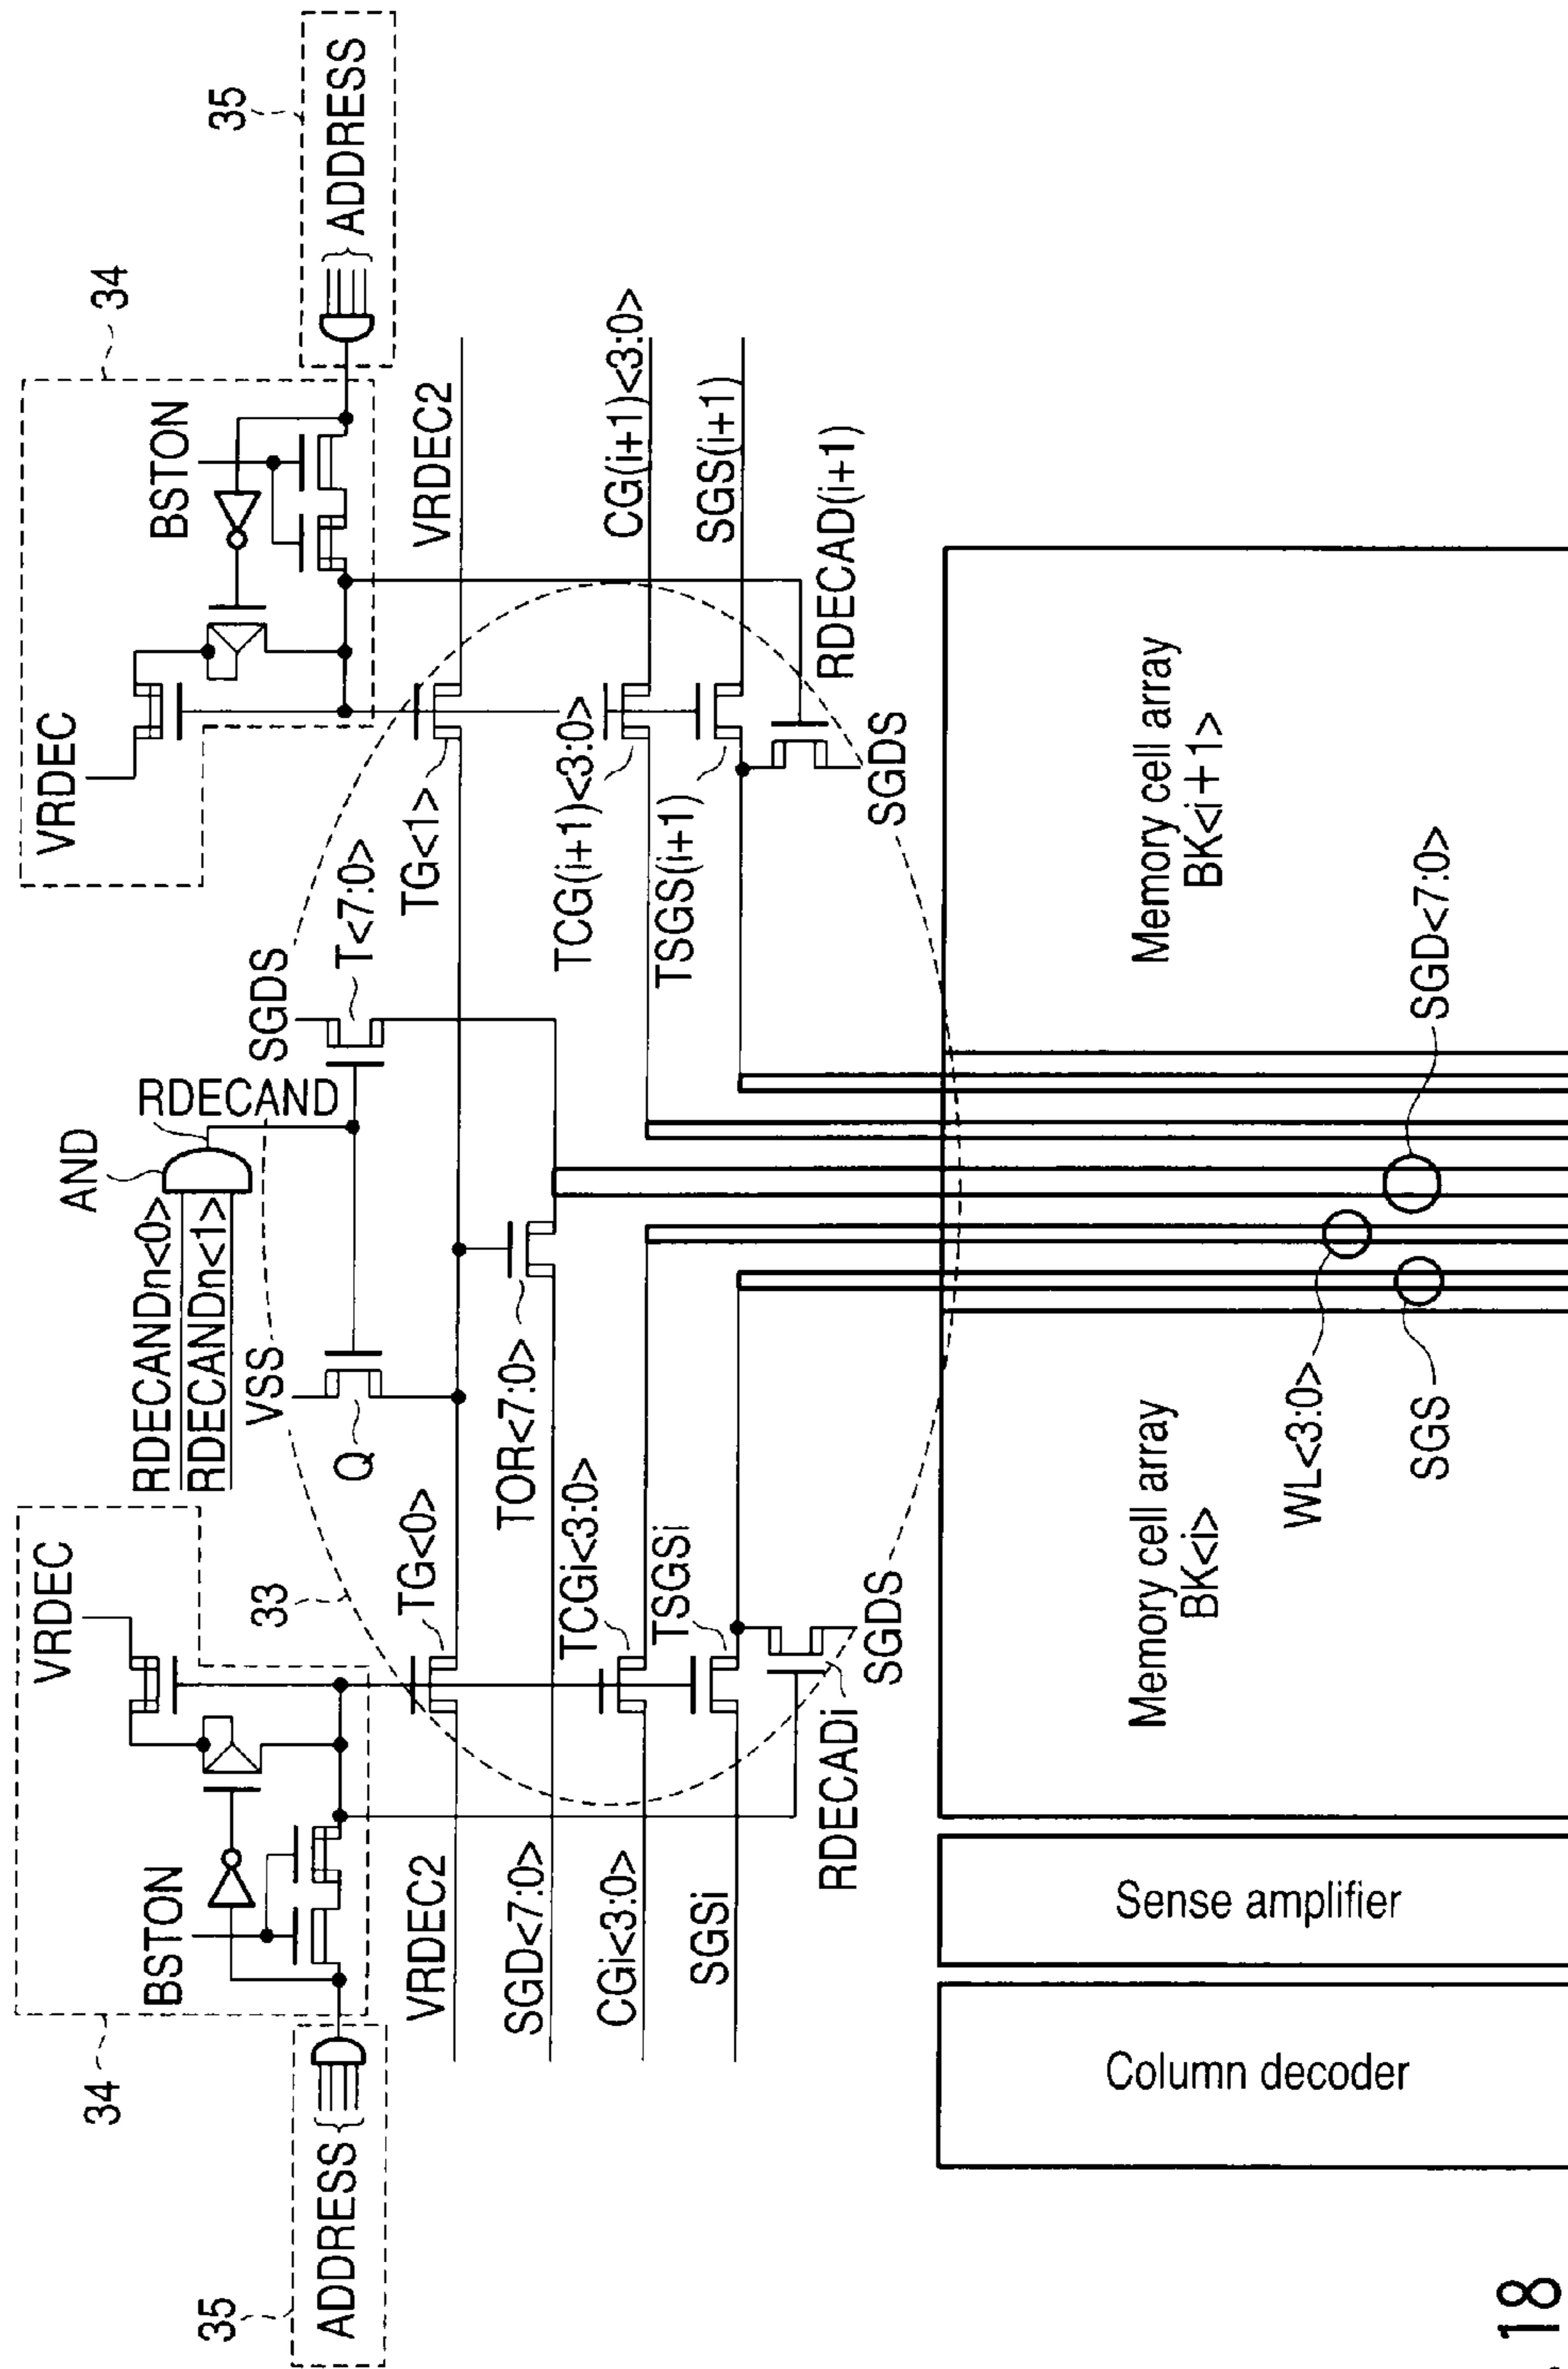 35
ADDRESS
34
BSTON
VRDEC
AND
RDECANDn<0>
RDECANDn<1>
RDECAND
VSS
SGDS
VRDEC
BSTON
34
35
ADDRESS
33
Q
T<7:0>
VRDEC2
TG<0>
TG<1>
VRDEC2
SGD<7:0>
TOR<7:0>
CGi<3:0>
TCGi<3:0>
TCG(i+1)<3:0>
CG(i+1)<3:0>
SGSi
TSGSi
TSGS(i+1)
SGS(i+1)
RDECADi
SGDS
SGDS
RDECAD(i+1)
Column decoder
Sense amplifier
Memory cell array
BK<i>
Memory cell array
BK<i+1>
WL<3:0>
SGS
SGD<7:0>
18